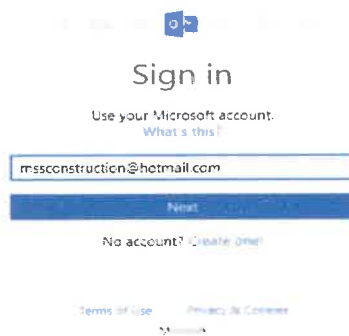 Sign in
Use your Microsoft account.
What's this?
mssconstruction@hotmail.com
Next
No account? Create one!
Terms of Use Privacy & Cookies
Microsoft